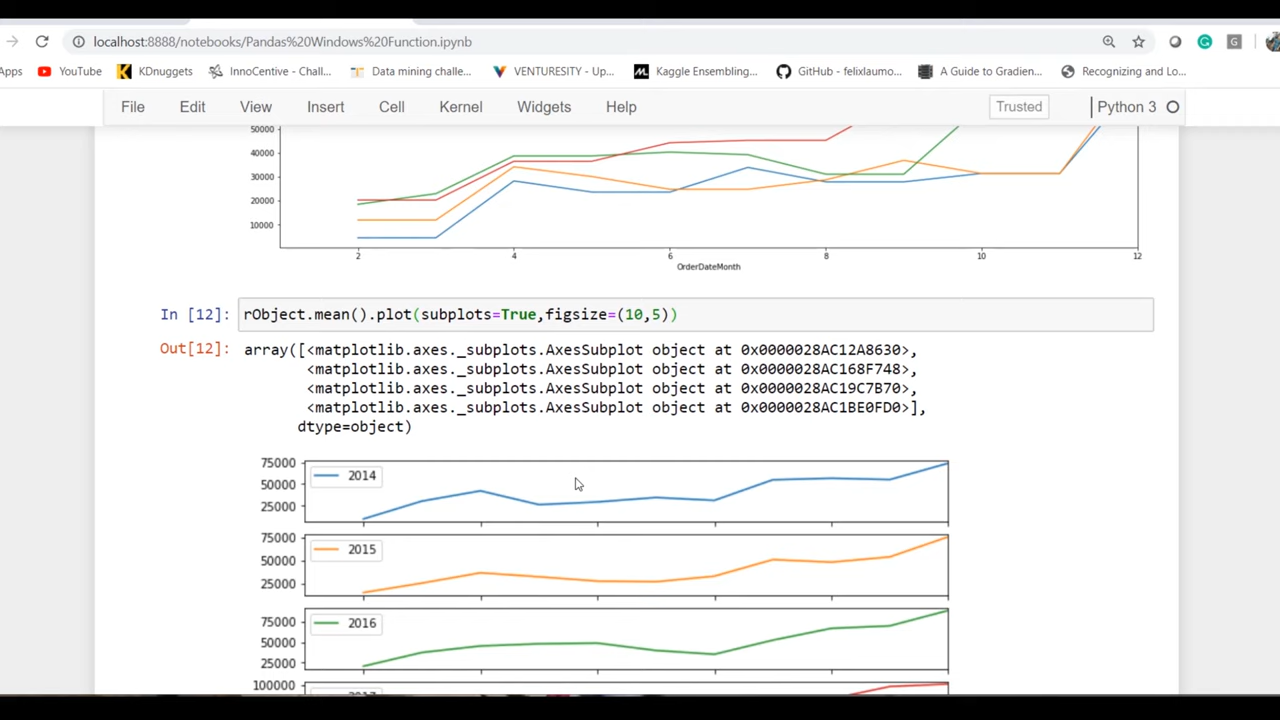 localhost:8888/notebooks/Pandas%20Windows%20Function.ipynb
Apps YouTube KDnuggets InnoCentive - Chall... Data mining challe... VENTURESITY - Up... Kaggle Ensembling... GitHub - felixlaumo... A Guide to Gradien... Recognizing and Lo...
File Edit View Insert Cell Kernel Widgets Help Trusted Python 3
50000
40000
30000
20000
10000
2 4 6 8 10 12
OrderDateMonth
In [12]: rObject.mean().plot(subplots=True,figsize=(10,5))
Out[12]: array([<matplotlib.axes._subplots.AxesSubplot object at 0x0000028AC12A8630>,
<matplotlib.axes._subplots.AxesSubplot object at 0x0000028AC168F748>,
<matplotlib.axes._subplots.AxesSubplot object at 0x0000028AC19C7B70>,
<matplotlib.axes._subplots.AxesSubplot object at 0x0000028AC1BE0FD0>],
dtype=object)
75000
2014
50000
25000
75000
2015
50000
25000
75000
2016
50000
25000
100000
2017